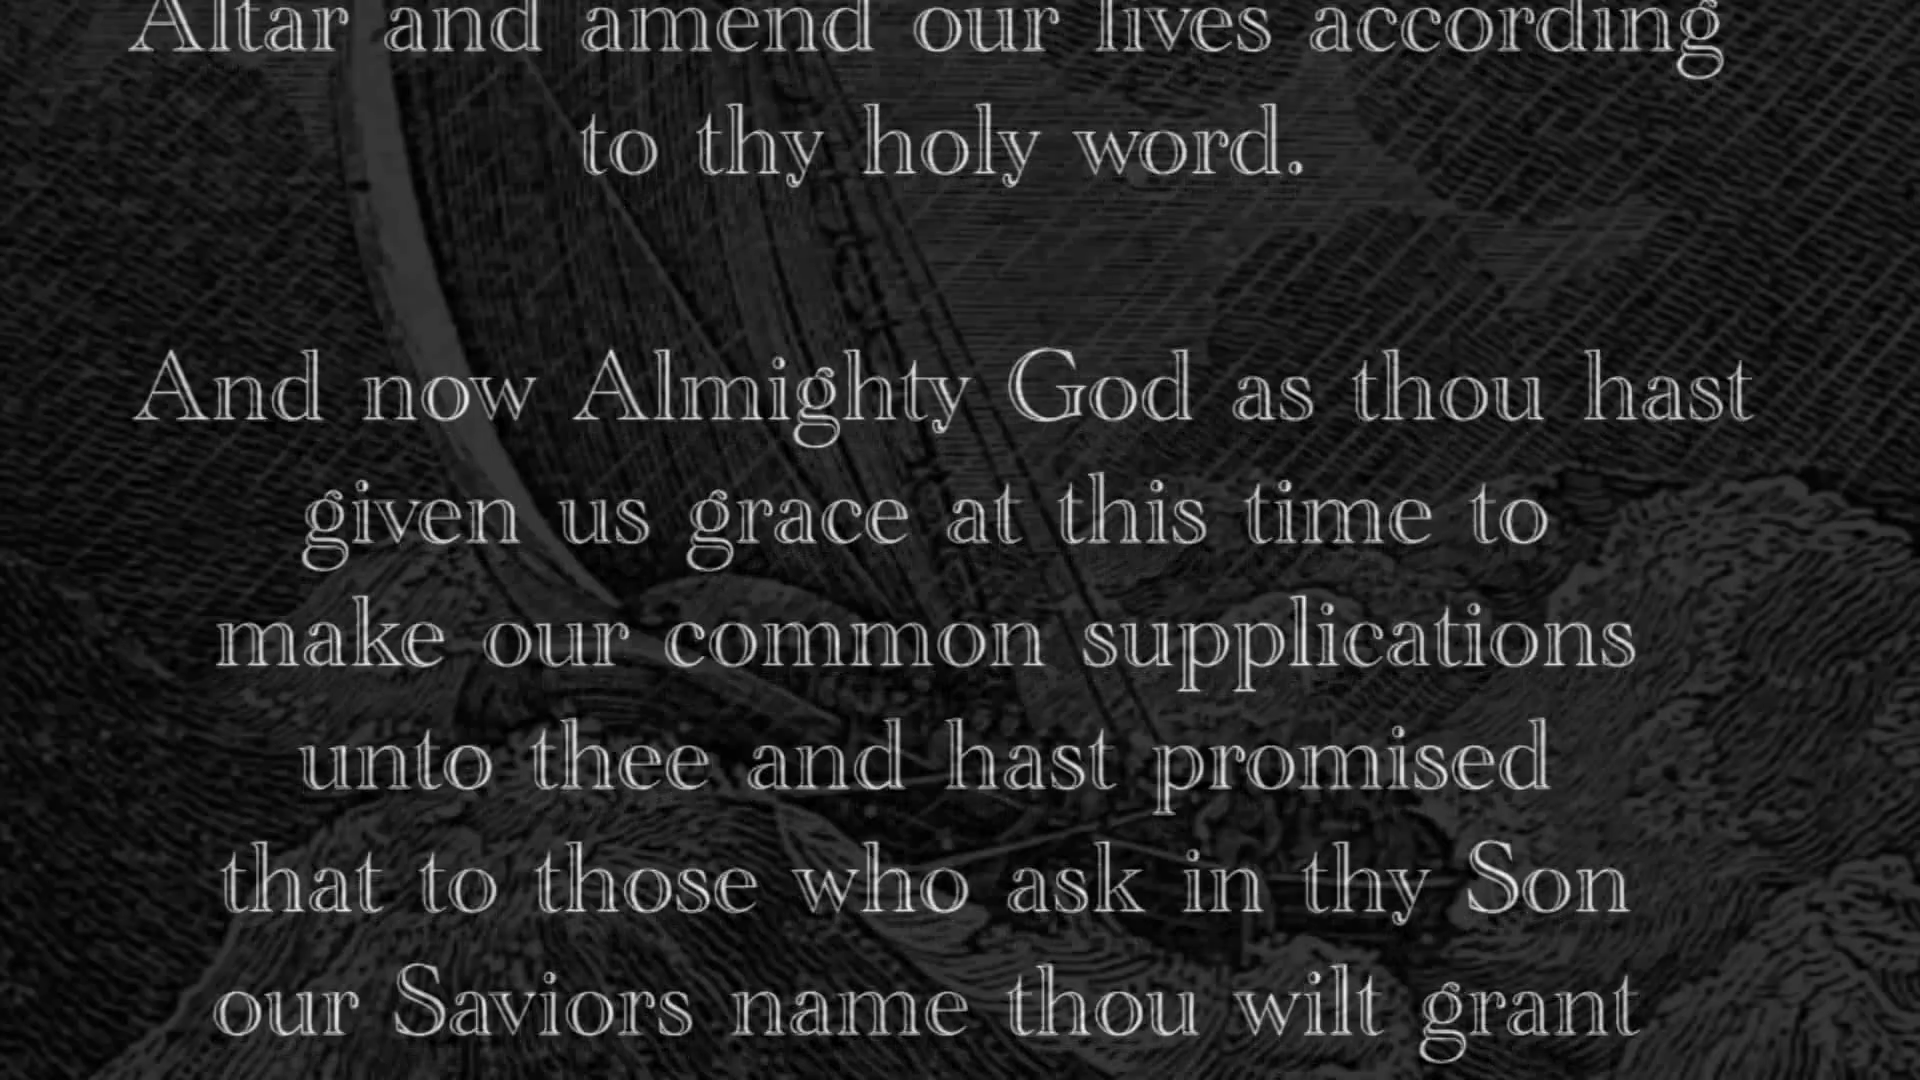 Altar and amend our lives according
to thy holy word.
And now Almighty God as thou hast
given us grace at this time to
make our common supplications
unto thee and hast promised
that to those who ask in thy Son
our Saviors name thou wilt grant